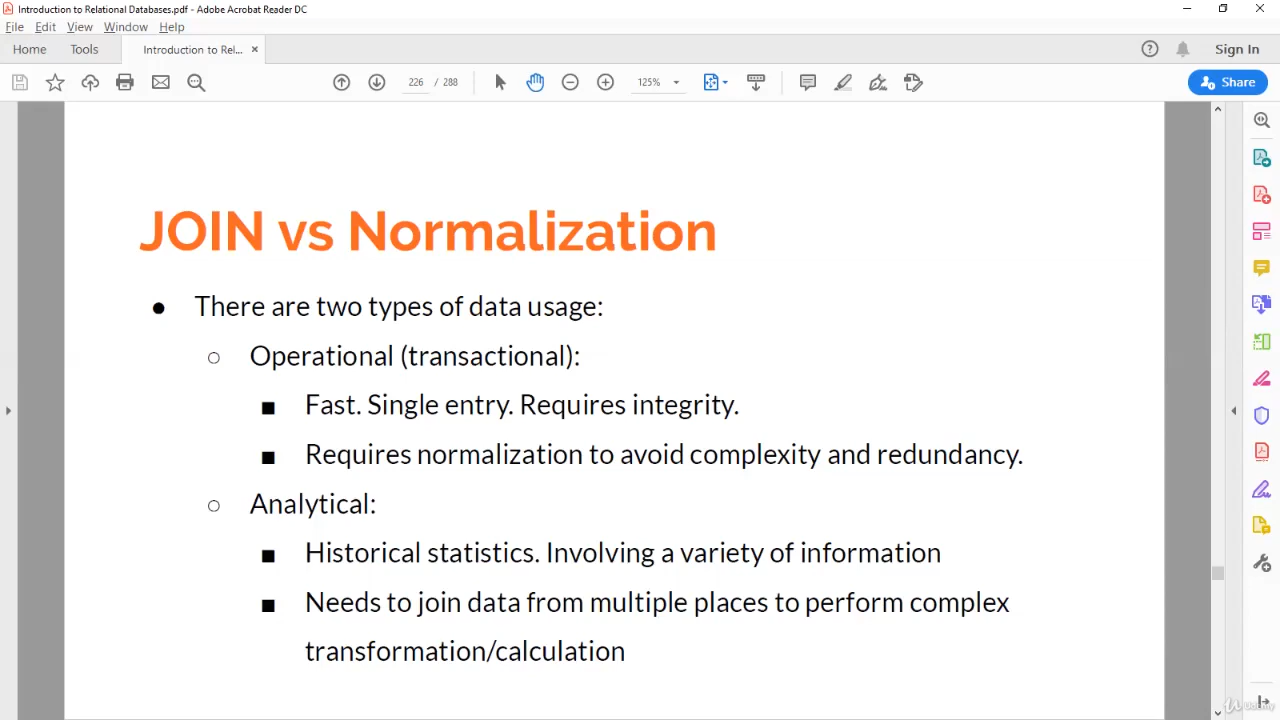 Introduction to Relational Databases.pdf - Adobe Acrobat Reader DC
File Edit View Window Help
Home Tools Introduction to Rel... × Sign In
226 / 288 125% Share
JOIN vs Normalization
● There are two types of data usage:
○ Operational (transactional):
■ Fast. Single entry. Requires integrity.
■ Requires normalization to avoid complexity and redundancy.
○ Analytical:
■ Historical statistics. Involving a variety of information
■ Needs to join data from multiple places to perform complex
transformation/calculation
Udemy